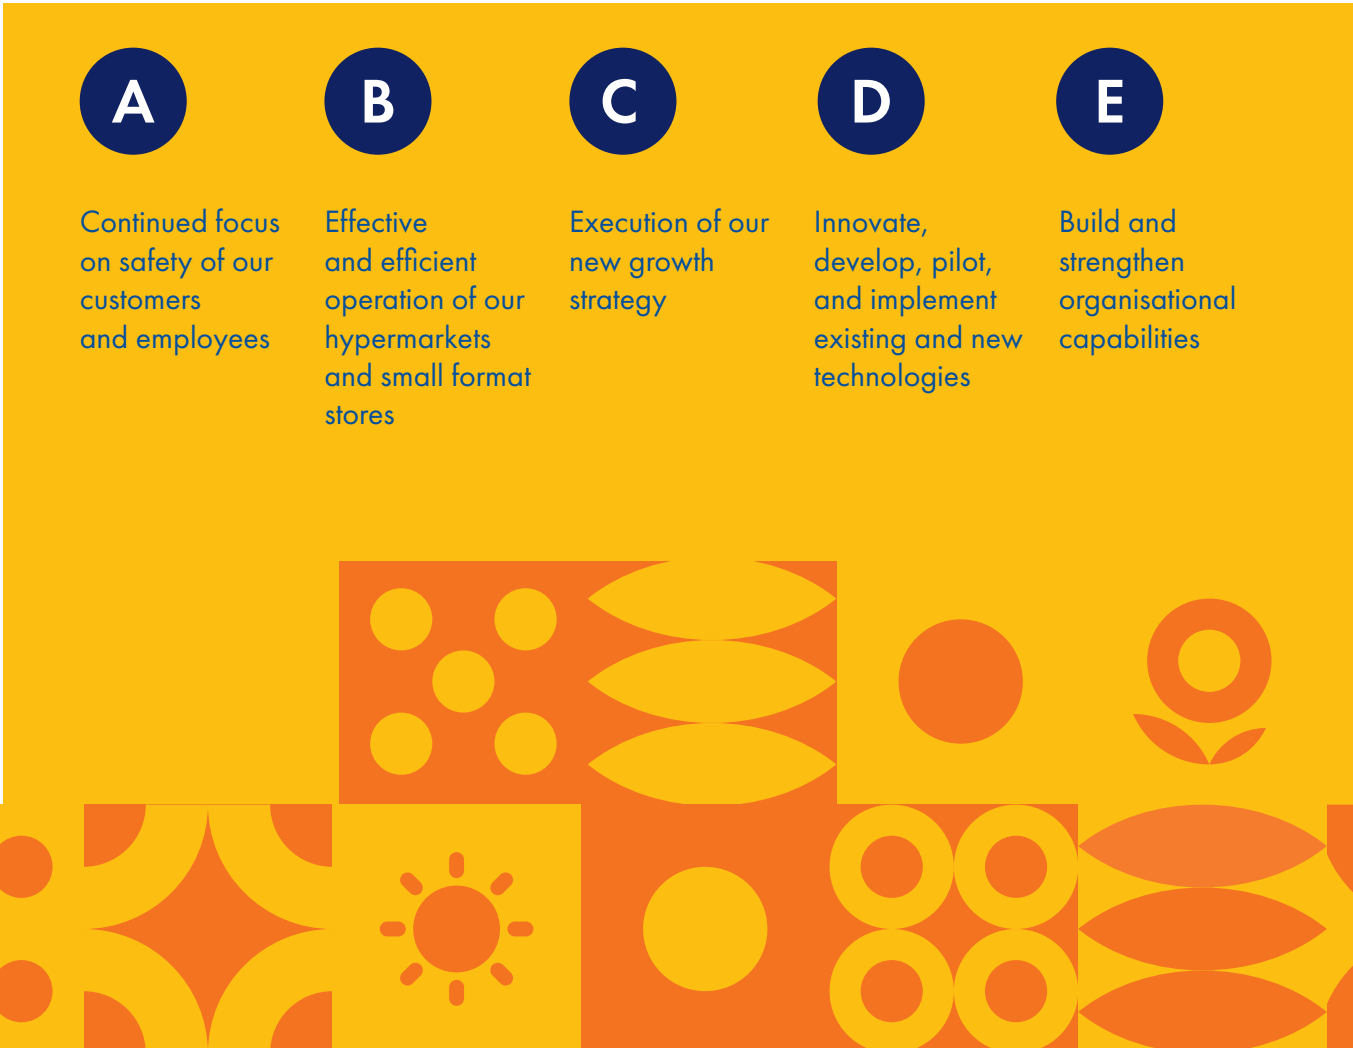 A
Continued focus
on safety of our
customers
and employees
B
Effective
and efficient
operation of our
hypermarkets
and small format
stores
C
Execution of our
new growth
strategy
D
Innovate,
develop, pilot,
and implement
existing and new
technologies
E
Build and
strengthen
organisational
capabilities